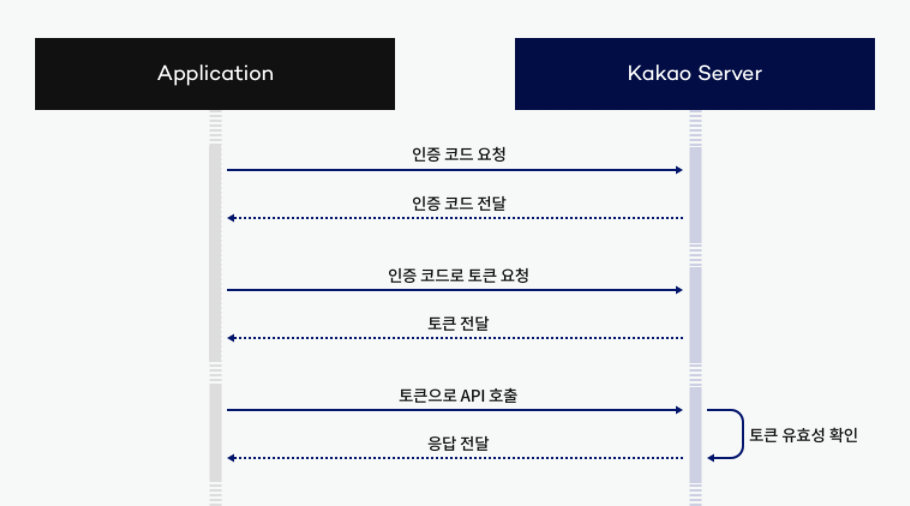 Application
Kakao Server
인증 코드 요청
인증 코드 전달
인증 코드로 토큰 요청
토큰 전달
토큰으로 API 호출
토큰 유효성 확인
응답 전달